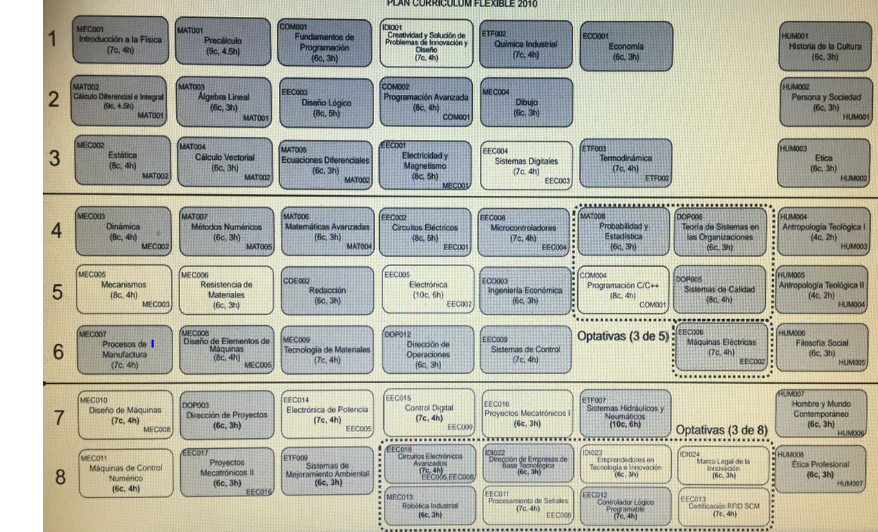 PLAN CURRICULUM FLEXIBLE 2010
1
MEC001
Introducción a la Física
(7c, 4h)
MAT001
Precálculo
(9c, 4.5h)
COM001
Fundamentos de
Programación
(6c, 3h)
IDI001
Creatividad y Solución de
Problemas de Innovación y
Diseño
(7c, 4h)
ETF002
Química Industrial
(7c, 4h)
ECO001
Economía
(6c, 3h)
HUM001
Historia de la Cultura
(6c, 3h)
2
MAT002
Cálculo Diferencial e Integral
(9c, 4.5h)
MAT001
MAT003
Álgebra Lineal
(6c, 3h)
MAT001
EEC003
Diseño Lógico
(8c, 5h)
COM002
Programación Avanzada
(8c, 4h)
COM001
MEC004
Dibujo
(6c, 3h)
HUM002
Persona y Sociedad
(6c, 3h)
HUM001
3
MEC002
Estática
(8c, 4h)
MAT002
MAT004
Cálculo Vectorial
(6c, 3h)
MAT002
MAT005
Ecuaciones Diferenciales
(6c, 3h)
MAT002
EEC001
Electricidad y
Magnetismo
(8c, 5h)
MEC001
EEC004
Sistemas Digitales
(7c, 4h)
EEC003
ETF003
Termodinámica
(7c, 4h)
ETF002
HUM003
Etica
(6c, 3h)
HUM002
4
MEC003
Dinámica
(8c, 4h)
MEC002
MAT007
Métodos Numéricos
(6c, 3h)
MAT005
MAT006
Matemáticas Avanzadas
(6c, 3h)
MAT004
EEC002
Circuitos Eléctricos
(8c, 5h)
EEC001
EEC008
Microcontroladores
(7c, 4h)
EEC004
MAT008
Probabilidad y
Estadística
(6c, 3h)
DOP006
Teoría de Sistemas en
las Organizaciones
(6c, 3h)
HUM004
Antropología Teológica I
(4c, 2h)
HUM003
5
MEC005
Mecanismos
(8c, 4h)
MEC003
MEC006
Resistencia de
Materiales
(6c, 3h)
COE002
Redacción
(6c, 3h)
EEC005
Electrónica
(10c, 6h)
EEC002
ECO003
Ingeniería Económica
(6c, 3h)
COM004
Programación C/C++
(8c, 4h)
COM001
DOP005
Sistemas de Calidad
(8c, 4h)
HUM005
Antropología Teológica II
(4c, 2h)
HUM004
6
MEC007
Procesos de
Manufactura
(7c, 4h)
MEC008
Diseño de Elementos de
Máquinas
(8c, 4h)
MEC005
MEC009
Tecnología de Materiales
(7c, 4h)
DOP012
Dirección de
Operaciones
(6c, 3h)
EEC009
Sistemas de Control
(7c, 4h)
Optativas (3 de 5)
EEC006
Máquinas Eléctricas
(7c, 4h)
EEC002
HUM006
Filosofia Social
(6c, 3h)
HUM005
7
MEC010
Diseño de Máquinas
(7c, 4h)
MEC008
DOP003
Dirección de Proyectos
(6c, 3h)
EEC014
Electrónica de Potencia
(7c, 4h)
EEC005
EEC015
Control Digital
(7c, 4h)
EEC009
EEC016
Proyectos Mecatrónicos I
(6c, 3h)
ETF007
Sistemas Hidráulicos y
Neumáticos
(10c, 6h)
Optativas (3 de 8)
HUM007
Hombre y Mundo
Contemporáneo
(6c, 3h)
HUM006
8
MEC011
Máquinas de Control
Numérico
(6c, 4h)
EEC017
Proyectos
Mecatrónicos II
(6c, 3h)
EEC016
ETF009
Sistemas de
Mejoramiento Ambiental
(6c, 3h)
EEC018
Circuitos Electrónicos
Avanzados
(7c, 4h)
EEC005, EEC008
IDI022
Dirección de Empresas de
Base Tecnológica
(6c, 3h)
IDI023
Emprendedores en
Tecnología e Innovación
(6c, 3h)
IDI024
Marco Legal de la
Innovación
(6c, 3h)
HUM008
Ética Profesional
(6c, 3h)
HUM007
MEC013
Robótica Industrial
(6c, 3h)
EEC011
Procesamiento de Señales
(7c, 4h)
EEC008
EEC012
Controlador Lógico
Programable
(7c, 4h)
EEC013
Certificación RFID SCM
(7c, 4h)